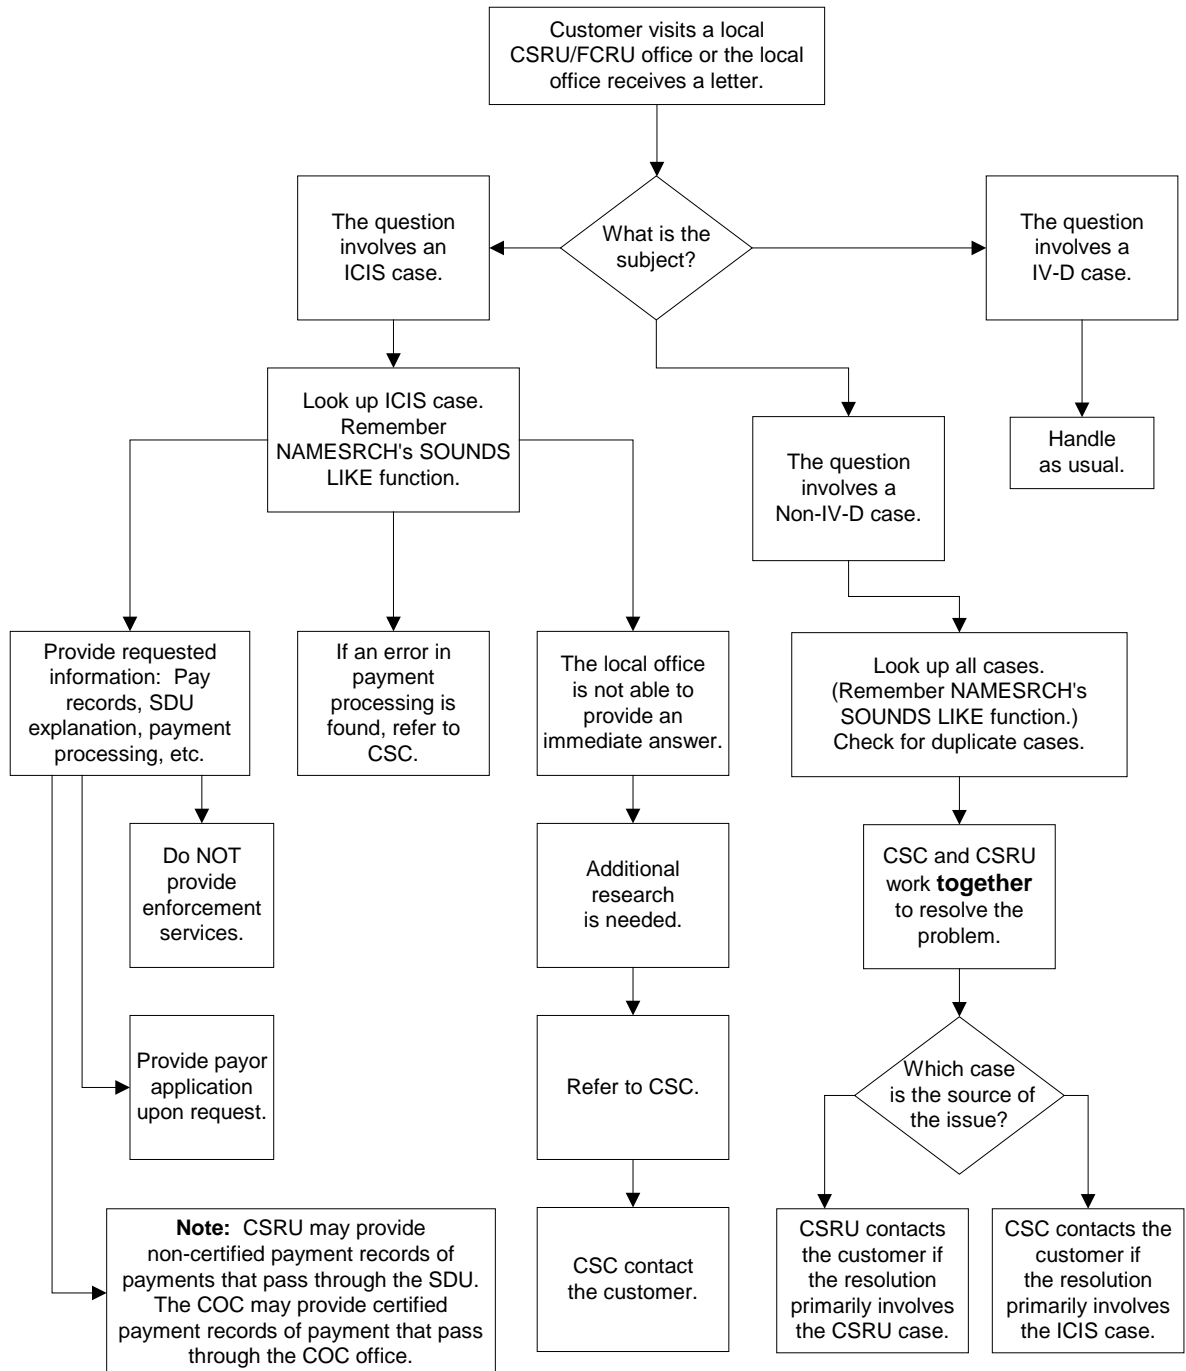 Customer visits a local
CSRU/FCRU office or the local
office receives a letter.
The question
involves an
ICIS case.
What is the
subject?
The question
involves a
IV-D case.
Look up ICIS case.
Remember
NAMESRCH's SOUNDS
LIKE function.
The question
involves a
Non-IV-D case.
Handle
as usual.
Provide requested
information:  Pay
records, SDU
explanation, payment
processing, etc.
If an error in
payment
processing is
found, refer to
CSC.
The local office
is not able to
provide an
immediate answer.
Look up all cases.
(Remember NAMESRCH's
SOUNDS LIKE function.)
Check for duplicate cases.
Do NOT
provide
enforcement
services.
Additional
research
is needed.
CSC and CSRU
work together
to resolve the
problem.
Provide payor
application
upon request.
Refer to CSC.
Which case
is the source of
the issue?
Note:  CSRU may provide
non-certified payment records of
payments that pass through the SDU.
The COC may provide certified
payment records of payment that pass
through the COC office.
CSC contact
the customer.
CSRU contacts
the customer if
the resolution
primarily involves
the CSRU case.
CSC contacts the
customer if
the resolution
primarily involves
the ICIS case.